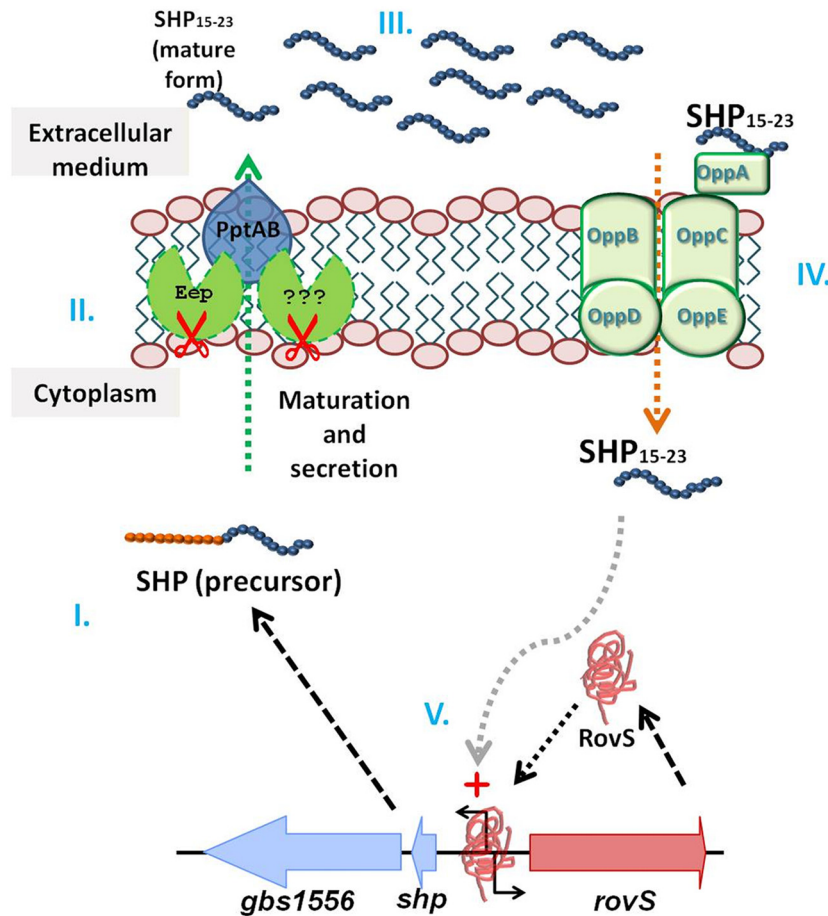 SHP15-23
(mature
form)
III.
Extracellular
medium
SHP15-23
OppA
PptAB
OppB
OppC
Eep
???
II.
IV.
OppD
OppE
Cytoplasm
Maturation
and
secretion
SHP15-23
SHP (precursor)
I.
V.
RovS
+
gbs1556
shp
rovS